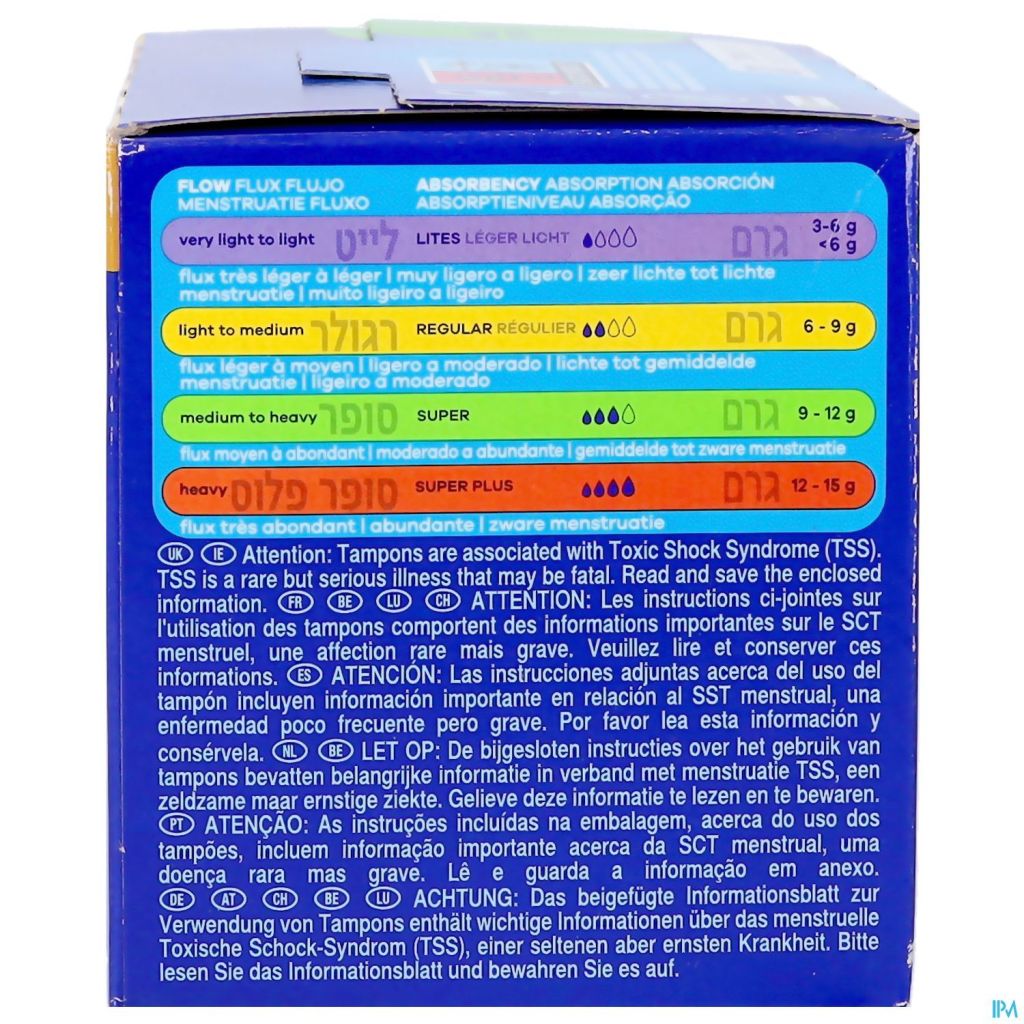 FLOW FLUX FLUJO
MENSTRUATIE FLUXO
ABSORBENCY ABSORPTION ABSORCIÓN
ABSORPTIENIVEAU ABSORÇÃO
very light to light לייט LITES LÉGER LICHT גרם 3-6 g
<6 g
flux très léger à léger | muy ligero a ligero | zeer lichte tot lichte
menstruatie | muito ligeiro a ligeiro
light to medium רגולר REGULAR RÉGULIER גרם 6 - 9 g
flux léger à moyen | ligero a moderado | lichte tot gemiddelde
menstruatie | ligeiro a moderado
medium to heavy סופר SUPER גרם 9 - 12 g
flux moyen à abondant | moderado a abundante | gemiddelde tot zware menstruatie
heavy סופר פלוס SUPER PLUS גרם 12 - 15 g
flux très abondant | abundante | zware menstruatie
UK IE Attention: Tampons are associated with Toxic Shock Syndrome (TSS).
TSS is a rare but serious illness that may be fatal. Read and save the enclosed
information. FR BE LU CH ATTENTION: Les instructions ci-jointes sur
l'utilisation des tampons comportent des informations importantes sur le SCT
menstruel, une affection rare mais grave. Veuillez lire et conserver ces
informations. ES ATENCIÓN: Las instrucciones adjuntas acerca del uso del
tampón incluyen información importante en relación al SST menstrual, una
enfermedad poco frecuente pero grave. Por favor lea esta información y
consérvela. NL BE LET OP: De bijgesloten instructies over het gebruik van
tampons bevatten belangrijke informatie in verband met menstruatie TSS, een
zeldzame maar ernstige ziekte. Gelieve deze informatie te lezen en te bewaren.
PT ATENÇÃO: As instruções incluídas na embalagem, acerca do uso dos
tampões, incluem informação importante acerca da SCT menstrual, uma
doença rara mas grave. Lê e guarda a informação em anexo.
DE AT CH BE LU ACHTUNG: Das beigefügte Informationsblatt zur
Verwendung von Tampons enthält wichtige Informationen über das menstruelle
Toxische Schock-Syndrom (TSS), einer seltenen aber ernsten Krankheit. Bitte
lesen Sie das Informationsblatt und bewahren Sie es auf.
IPM